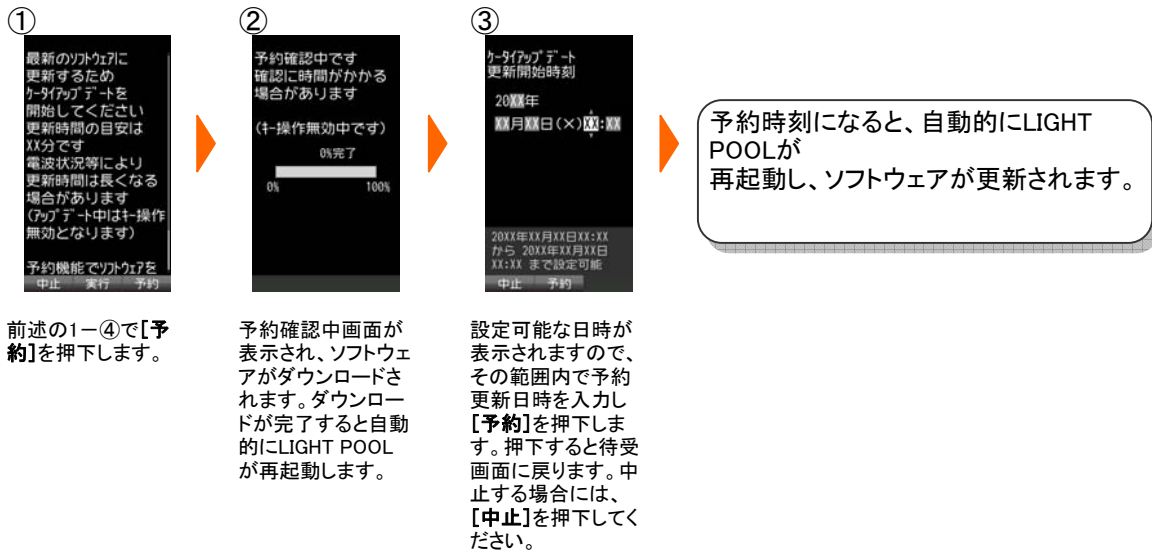 ①
最新のソフトウェアに
更新するため
ケータイアップデートを
開始してください
更新時間の目安は
XX分です
電波状況等により
更新時間は長くなる
場合があります
(アップデート中はキー操作
無効となります)
予約機能でソフトウェアを
中止 実行 予約
前述の1－④で[予
約]を押下します。
②
予約確認中です
確認に時間がかかる
場合があります
(キー操作無効中です)
0%完了
0% 100%
予約確認中画面が
表示され、ソフトウェ
アがダウンロードさ
れます。ダウンロー
ドが完了すると自動
的にLIGHT POOL
が再起動します。
③
ケータイアップデート
更新開始時刻
20XX年
XX月XX日(×)XX:XX
20XX年XX月XX日XX:XX
から 20XX年XX月XX日
XX:XX まで設定可能
中止 予約
設定可能な日時が
表示されますので、
その範囲内で予約
更新日時を入力し
[予約]を押下しま
す。押下すると待受
画面に戻ります。中
止する場合には、
[中止]を押下してく
ださい。
予約時刻になると、自動的にLIGHT
POOLが
再起動し、ソフトウェアが更新されます。